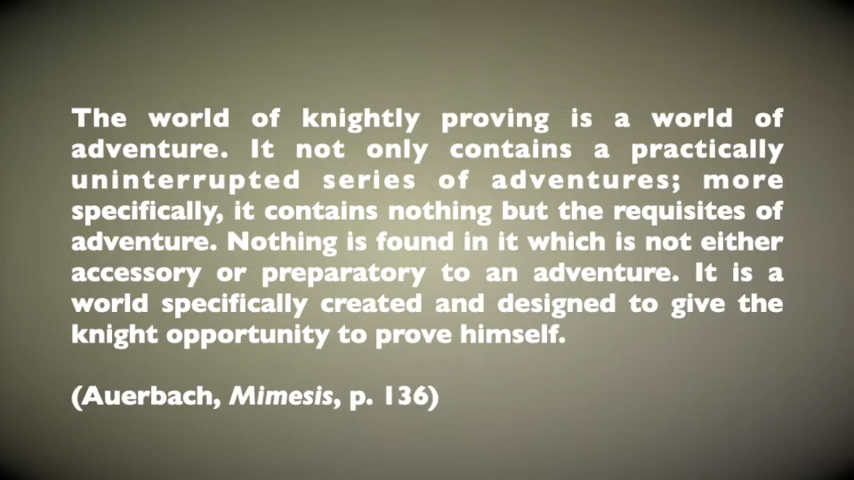 The world of knightly proving is a world of
adventure. It not only contains a practically
uninterrupted series of adventures; more
specifically, it contains nothing but the requisites of
adventure. Nothing is found in it which is not either
accessory or preparatory to an adventure. It is a
world specifically created and designed to give the
knight opportunity to prove himself.
(Auerbach, Mimesis, p. 136)